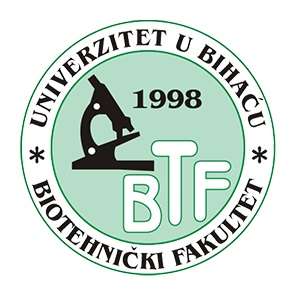 UNIVERZITET U BIHAĆU
1998
BTF
* BIOTEHNIČKI FAKULTET *